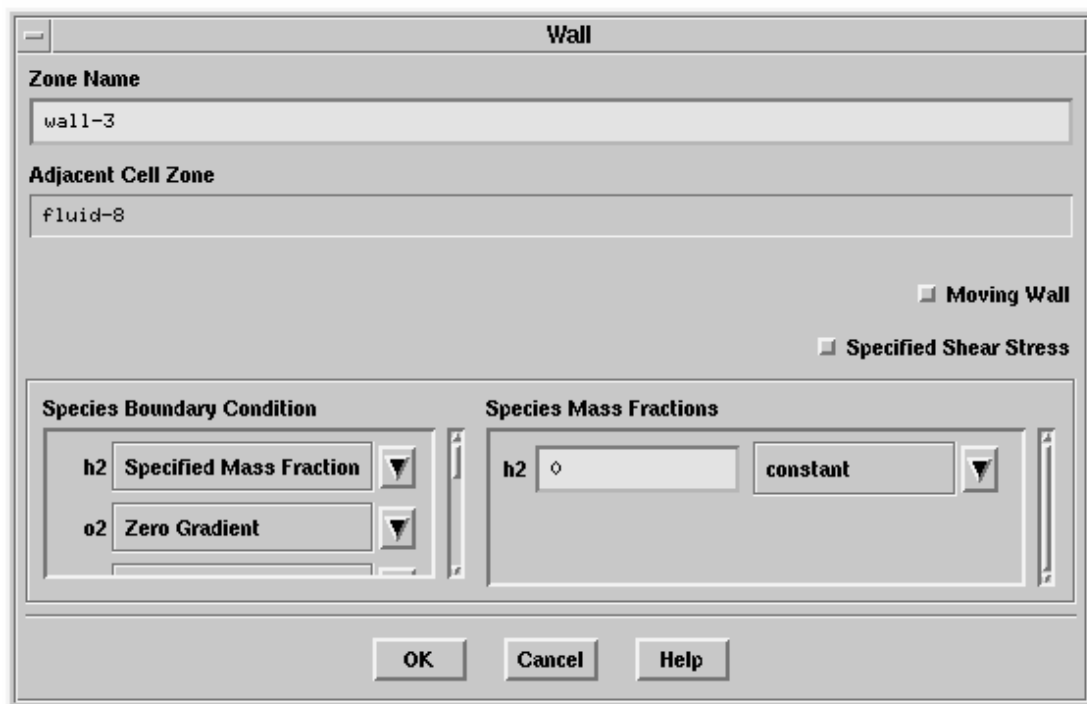 Wall
Zone Name
wall-3
Adjacent Cell Zone
fluid-8
Moving Wall
Specified Shear Stress
Species Boundary Condition
h2 Specified Mass Fraction
o2 Zero Gradient
Species Mass Fractions
h2 0 constant
OK Cancel Help